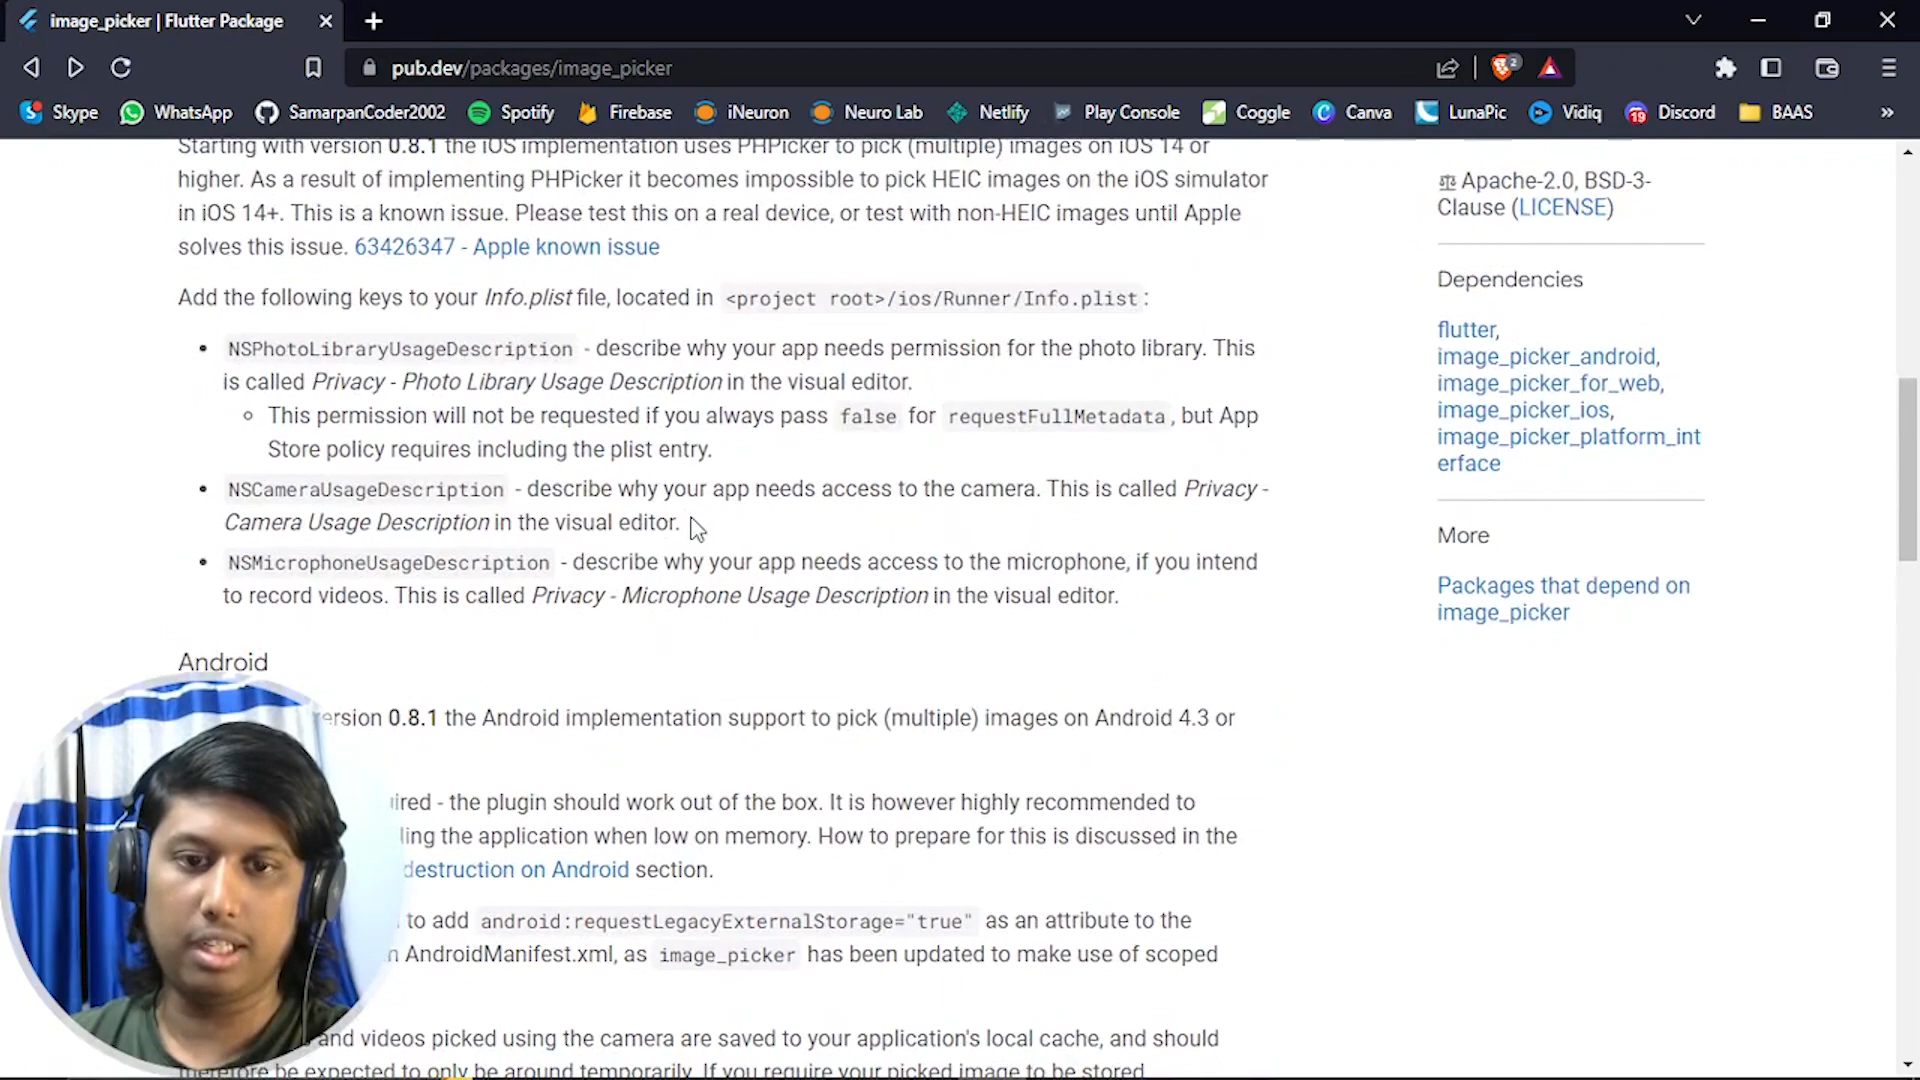 image_picker | Flutter Package
pub.dev/packages/image_picker
2
Skype WhatsApp SamarpanCoder2002 Spotify Firebase iNeuron Neuro Lab Netlify Play Console Coggle Canva LunaPic Vidiq 19 Discord BAAS »
Starting with version 0.8.1 the iOS implementation uses PHPicker to pick (multiple) images on iOS 14 or
higher. As a result of implementing PHPicker it becomes impossible to pick HEIC images on the iOS simulator
in iOS 14+. This is a known issue. Please test this on a real device, or test with non-HEIC images until Apple
solves this issue. 63426347 - Apple known issue
Add the following keys to your Info.plist file, located in <project root>/ios/Runner/Info.plist:
• NSPhotoLibraryUsageDescription - describe why your app needs permission for the photo library. This
is called Privacy - Photo Library Usage Description in the visual editor.
◦ This permission will not be requested if you always pass false for requestFullMetadata, but App
Store policy requires including the plist entry.
• NSCameraUsageDescription - describe why your app needs access to the camera. This is called Privacy -
Camera Usage Description in the visual editor.
• NSMicrophoneUsageDescription - describe why your app needs access to the microphone, if you intend
to record videos. This is called Privacy - Microphone Usage Description in the visual editor.
Android
ersion 0.8.1 the Android implementation support to pick (multiple) images on Android 4.3 or
ired - the plugin should work out of the box. It is however highly recommended to
ling the application when low on memory. How to prepare for this is discussed in the
destruction on Android section.
to add android:requestLegacyExternalStorage="true" as an attribute to the
n AndroidManifest.xml, as image_picker has been updated to make use of scoped
and videos picked using the camera are saved to your application's local cache, and should
therefore be expected to only be around temporarily. If you require your picked image to be stored
Apache-2.0, BSD-3-
Clause (LICENSE)
Dependencies
flutter,
image_picker_android,
image_picker_for_web,
image_picker_ios,
image_picker_platform_int
erface
More
Packages that depend on
image_picker